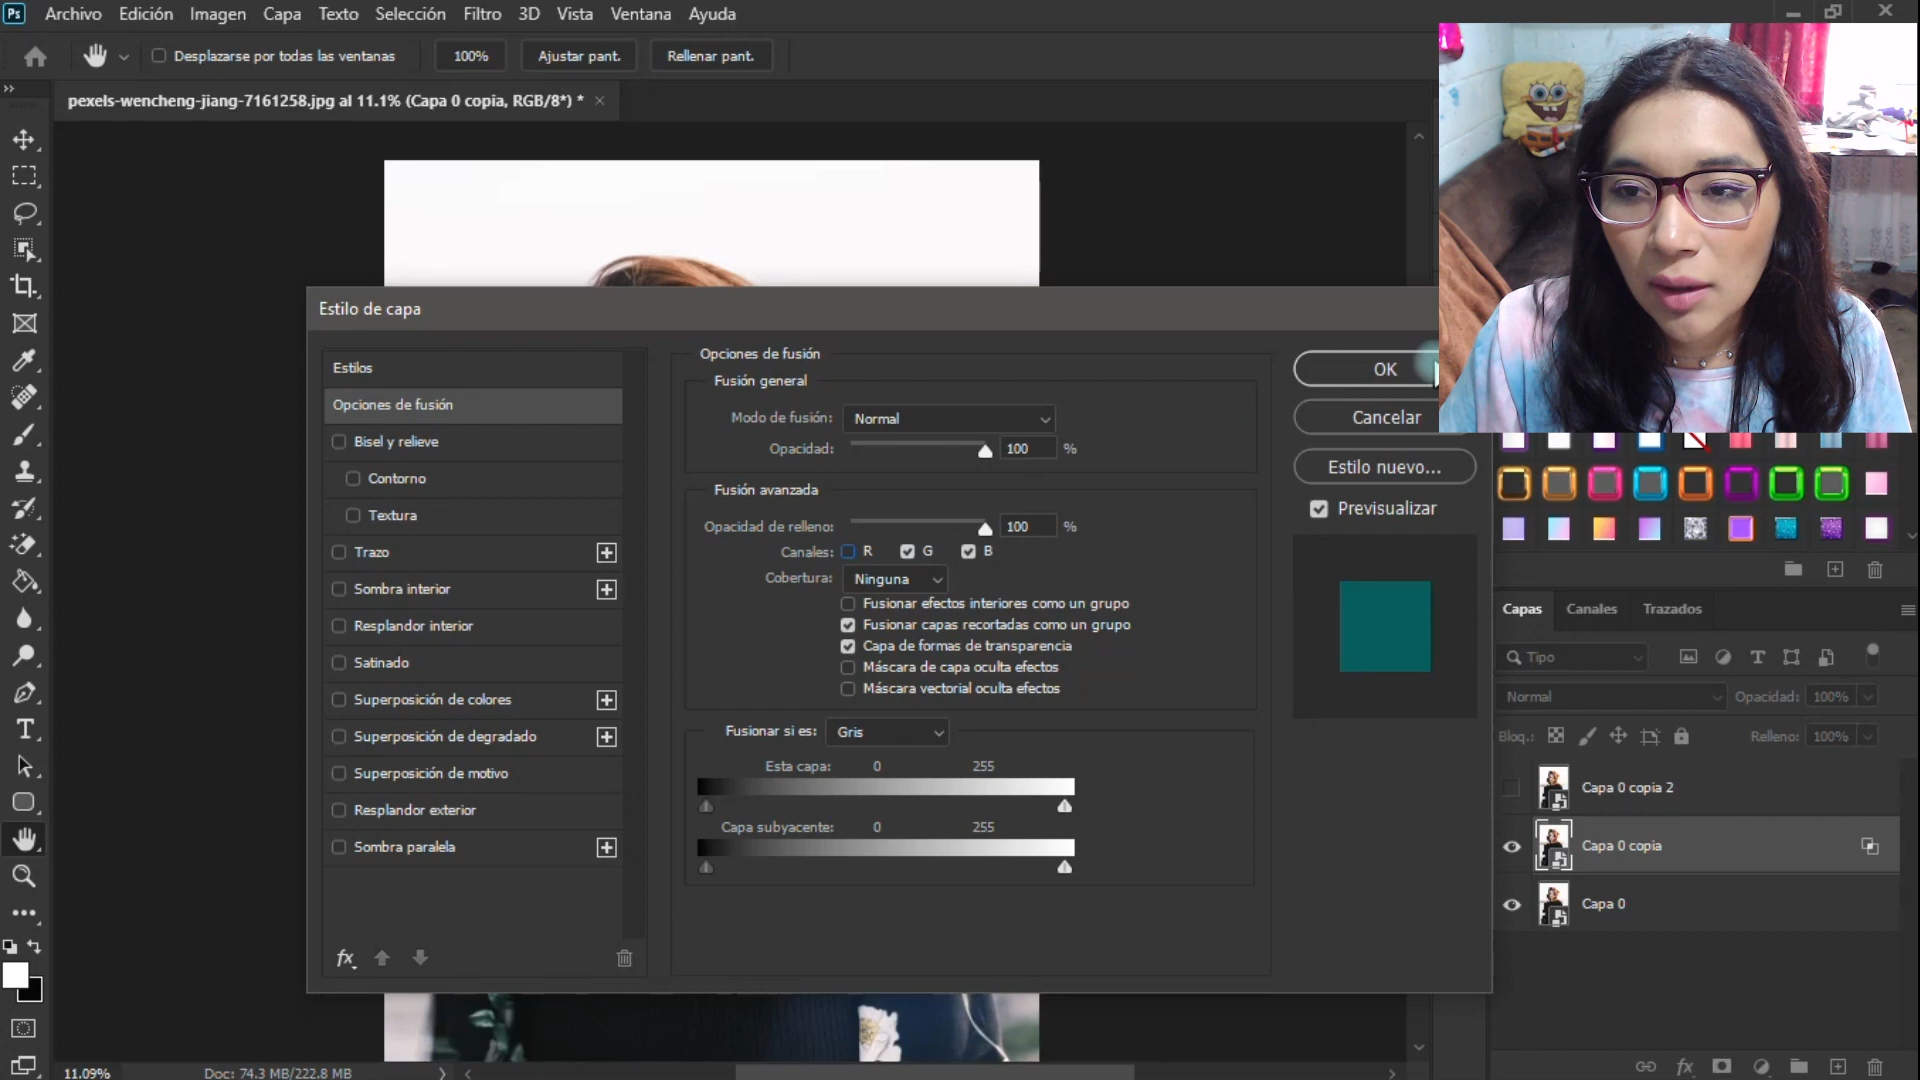 Ps Archivo Edición Imagen Capa Texto Selección Filtro 3D Vista Ventana Ayuda
Desplazarse por todas las ventanas 100% Ajustar pant. Rellenar pant.
pexels-wencheng-jiang-7161258.jpg al 11.1% (Capa 0 copia, RGB/8*) *
Estilo de capa
Estilos
Opciones de fusión
Bisel y relieve
Contorno
Textura
Trazo
Sombra interior
Resplandor interior
Satinado
Superposición de colores
Superposición de degradado
Superposición de motivo
Resplandor exterior
Sombra paralela
fx
Opciones de fusión
Fusión general
Modo de fusión: Normal
Opacidad: 100 %
Fusión avanzada
Opacidad de relleno: 100 %
Canales: R G B
Cobertura: Ninguna
Fusionar efectos interiores como un grupo
Fusionar capas recortadas como un grupo
Capa de formas de transparencia
Máscara de capa oculta efectos
Máscara vectorial oculta efectos
Fusionar si es: Gris
Esta capa: 0 255
Capa subyacente: 0 255
OK
Cancelar
Estilo nuevo...
Previsualizar
Capas Canales Trazados
Tipo
Normal Opacidad: 100%
Bloq.: Relleno: 100%
Capa 0 copia 2
Capa 0 copia
Capa 0
fx
11.09% Doc: 74.3 MB/222.8 MB